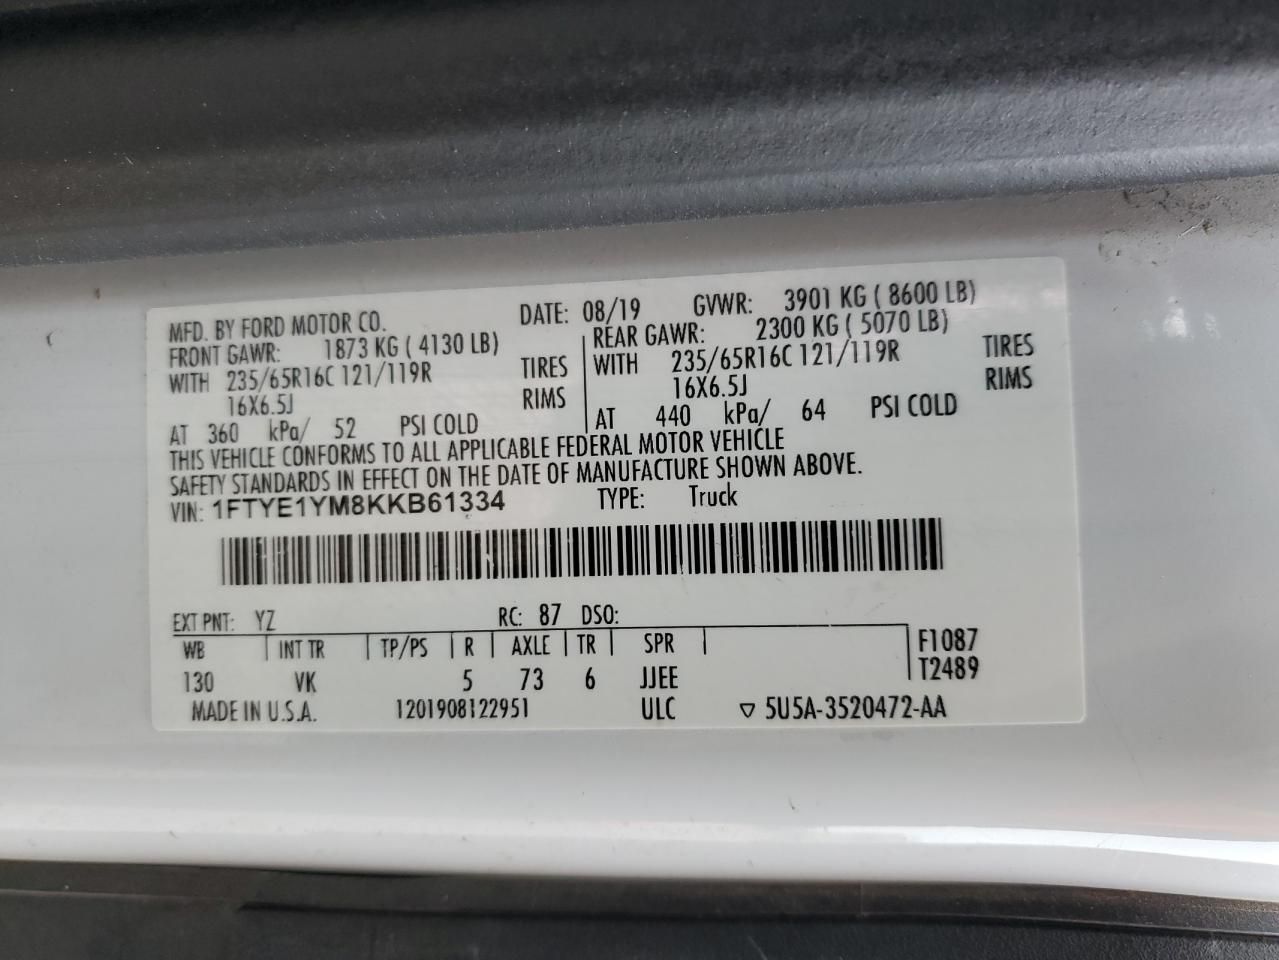 MFD. BY FORD MOTOR CO. DATE: 08/19 GVWR: 3901 KG ( 8600 LB)
FRONT GAWR: 1873 KG ( 4130 LB) REAR GAWR: 2300 KG ( 5070 LB)
WITH 235/65R16C 121/119R TIRES WITH 235/65R16C 121/119R TIRES
16X6.5J RIMS 16X6.5J RIMS
AT 360 kPa/ 52 PSI COLD AT 440 kPa/ 64 PSI COLD
THIS VEHICLE CONFORMS TO ALL APPLICABLE FEDERAL MOTOR VEHICLE
SAFETY STANDARDS IN EFFECT ON THE DATE OF MANUFACTURE SHOWN ABOVE.
VIN: 1FTYE1YM8KKB61334 TYPE: Truck
EXT PNT: YZ RC: 87 DSO:
WB INT TR TP/PS R AXLE TR SPR F1087
130 VK 5 73 6 JJEE T2489
MADE IN U.S.A. 1201908122951 ULC ▽ 5U5A-3520472-AA